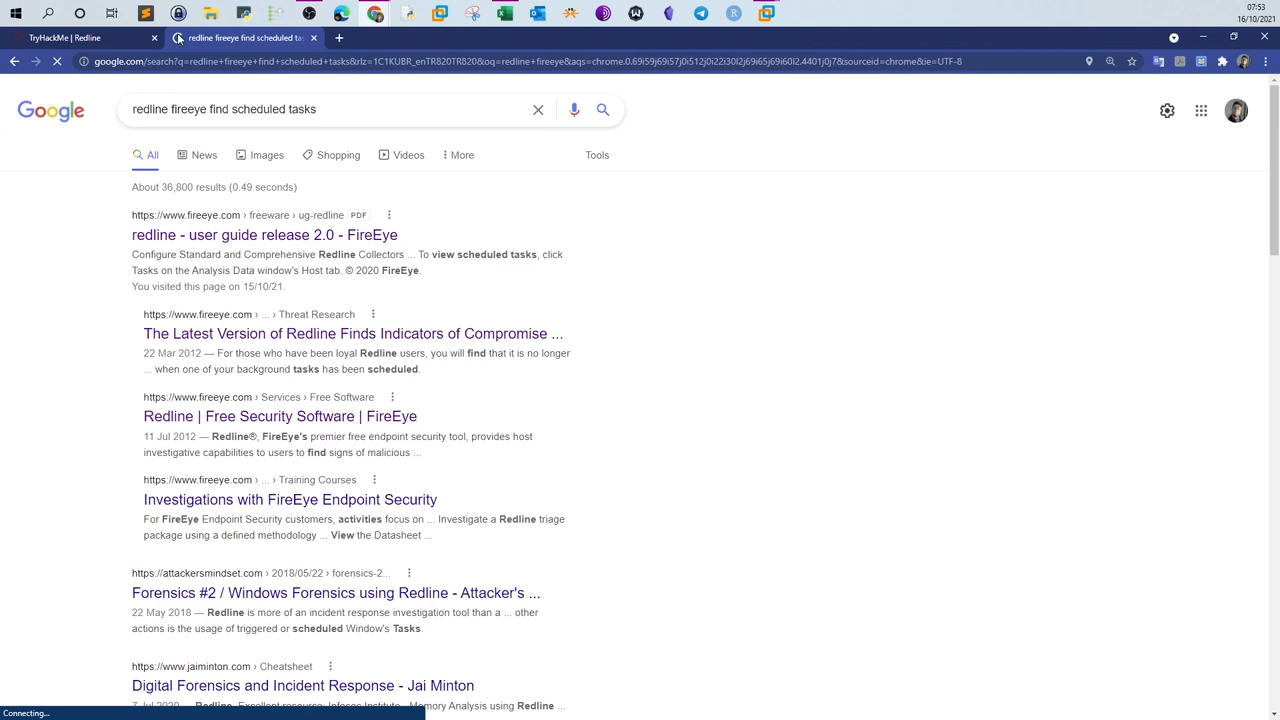 07:53
16/10/2021
TryHackMe | Redline
redline fireeye find scheduled tas
google.com/search?q=redline+fireeye+find+scheduled+tasks&rlz=1C1KUBR_enTR820TR820&oq=redline+fireeye&aqs=chrome.0.69i59j69i57j0i512j0i22i30l2j69i65j69i60l2.4401j0j7&sourceid=chrome&ie=UTF-8
Google
redline fireeye find scheduled tasks
All
News
Images
Shopping
Videos
More
Tools
About 36,800 results (0.49 seconds)
https://www.fireeye.com › freeware › ug-redline PDF
redline - user guide release 2.0 - FireEye
Configure Standard and Comprehensive Redline Collectors ... To view scheduled tasks, click
Tasks on the Analysis Data window's Host tab. © 2020 FireEye.
You visited this page on 15/10/21.
https://www.fireeye.com › ... › Threat Research
The Latest Version of Redline Finds Indicators of Compromise ...
22 Mar 2012 — For those who have been loyal Redline users, you will find that it is no longer
... when one of your background tasks has been scheduled.
https://www.fireeye.com › Services › Free Software
Redline | Free Security Software | FireEye
11 Jul 2012 — Redline®, FireEye's premier free endpoint security tool, provides host
investigative capabilities to users to find signs of malicious ...
https://www.fireeye.com › ... › Training Courses
Investigations with FireEye Endpoint Security
For FireEye Endpoint Security customers, activities focus on ... Investigate a Redline triage
package using a defined methodology ... View the Datasheet ...
https://attackersmindset.com › 2018/05/22 › forensics-2...
Forensics #2 / Windows Forensics using Redline - Attacker's ...
22 May 2018 — Redline is more of an incident response investigation tool than a ... other
actions is the usage of triggered or scheduled Window's Tasks.
https://www.jaiminton.com › Cheatsheet
Digital Forensics and Incident Response - Jai Minton
7 Jul 2020 — Redline. Excellent resource: Infosec Institute - Memory Analysis using Redline ...
Connecting...